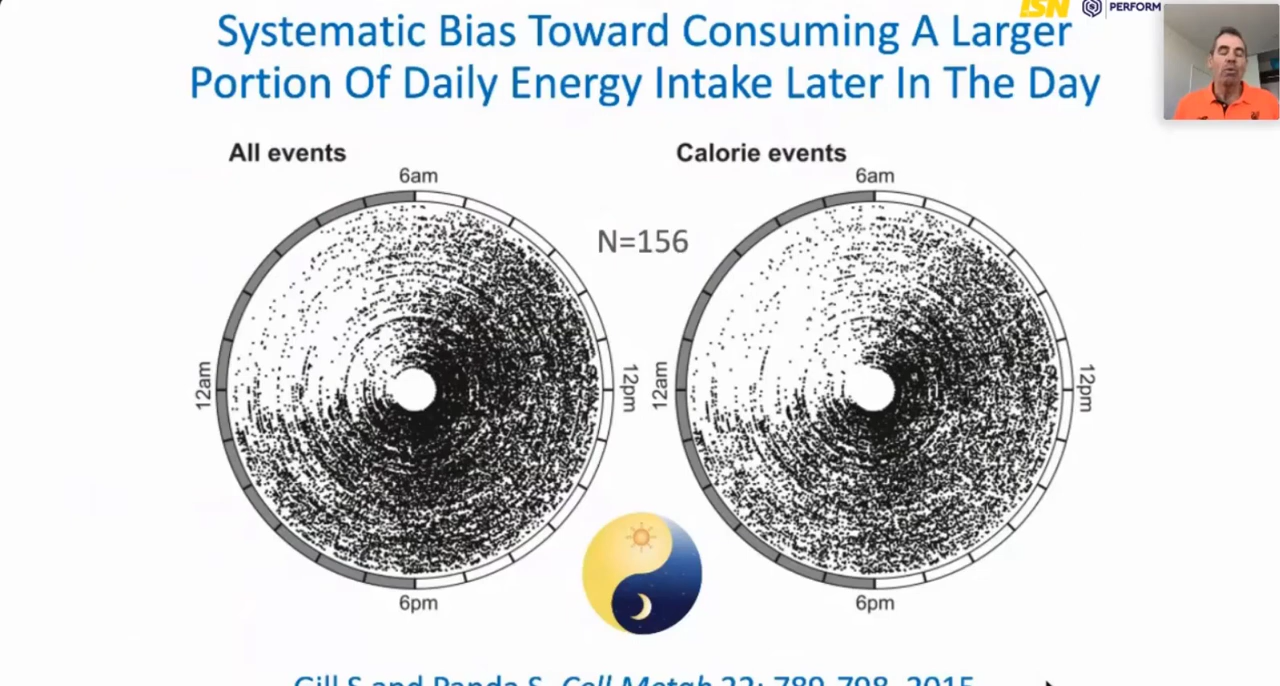 ISN
PERFORM
Systematic Bias Toward Consuming A Larger
Portion Of Daily Energy Intake Later In The Day
All events
Calorie events
6am
6am
N=156
12am
12pm
12am
12pm
6pm
6pm
Gill S and Panda S, Cell Metab 22: 789-798, 2015